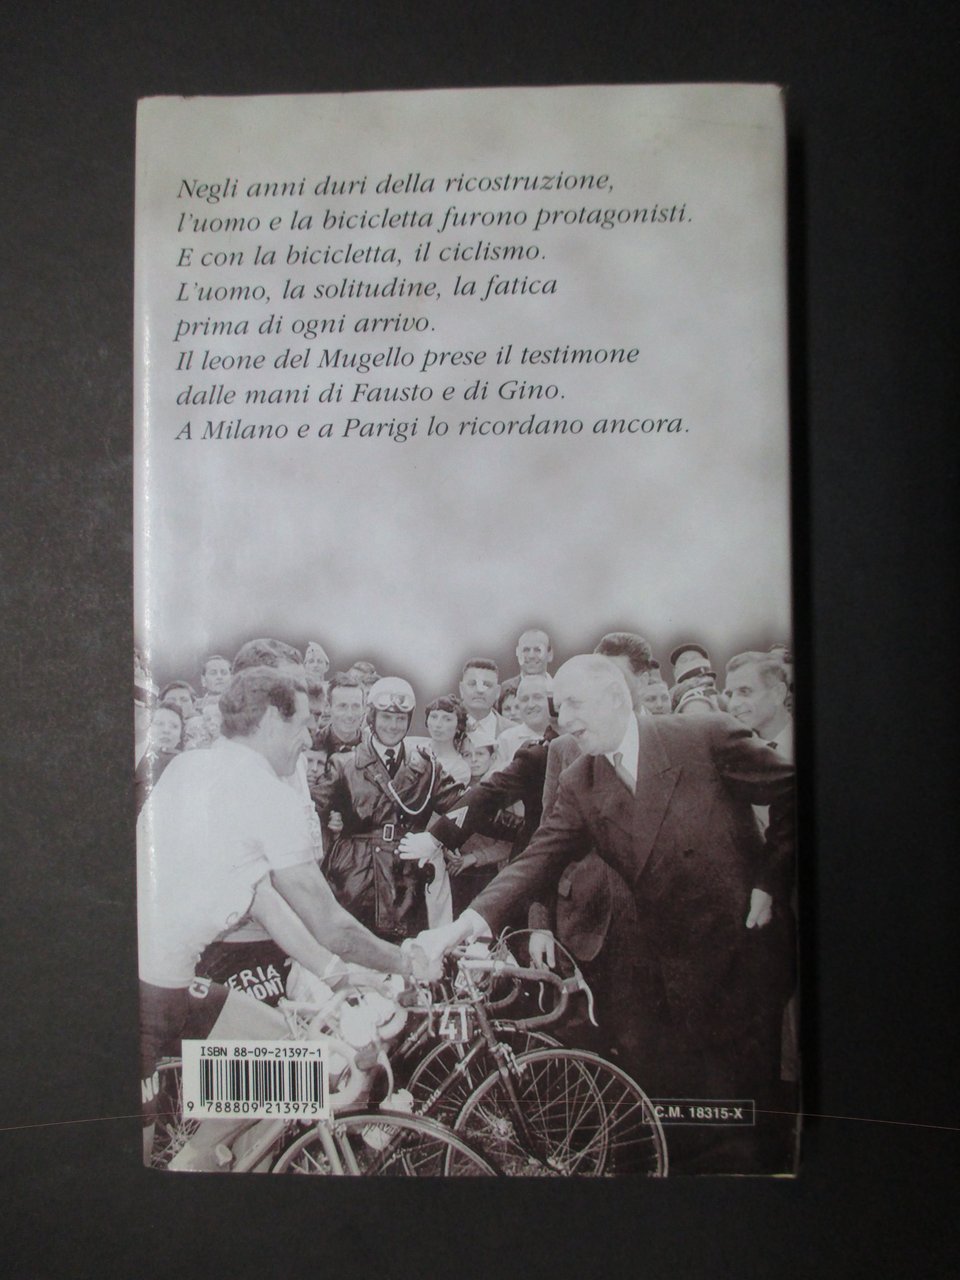 Negli anni duri della ricostruzione,
l'uomo e la bicicletta furono protagonisti.
E con la bicicletta, il ciclismo.
L'uomo, la solitudine, la fatica
prima di ogni arrivo.
Il leone del Mugello prese il testimone
dalle mani di Fausto e di Gino.
A Milano e a Parigi lo ricordano ancora.
41
ISBN 88-09-21397-1
9 788809 213975
C.M. 18315-X